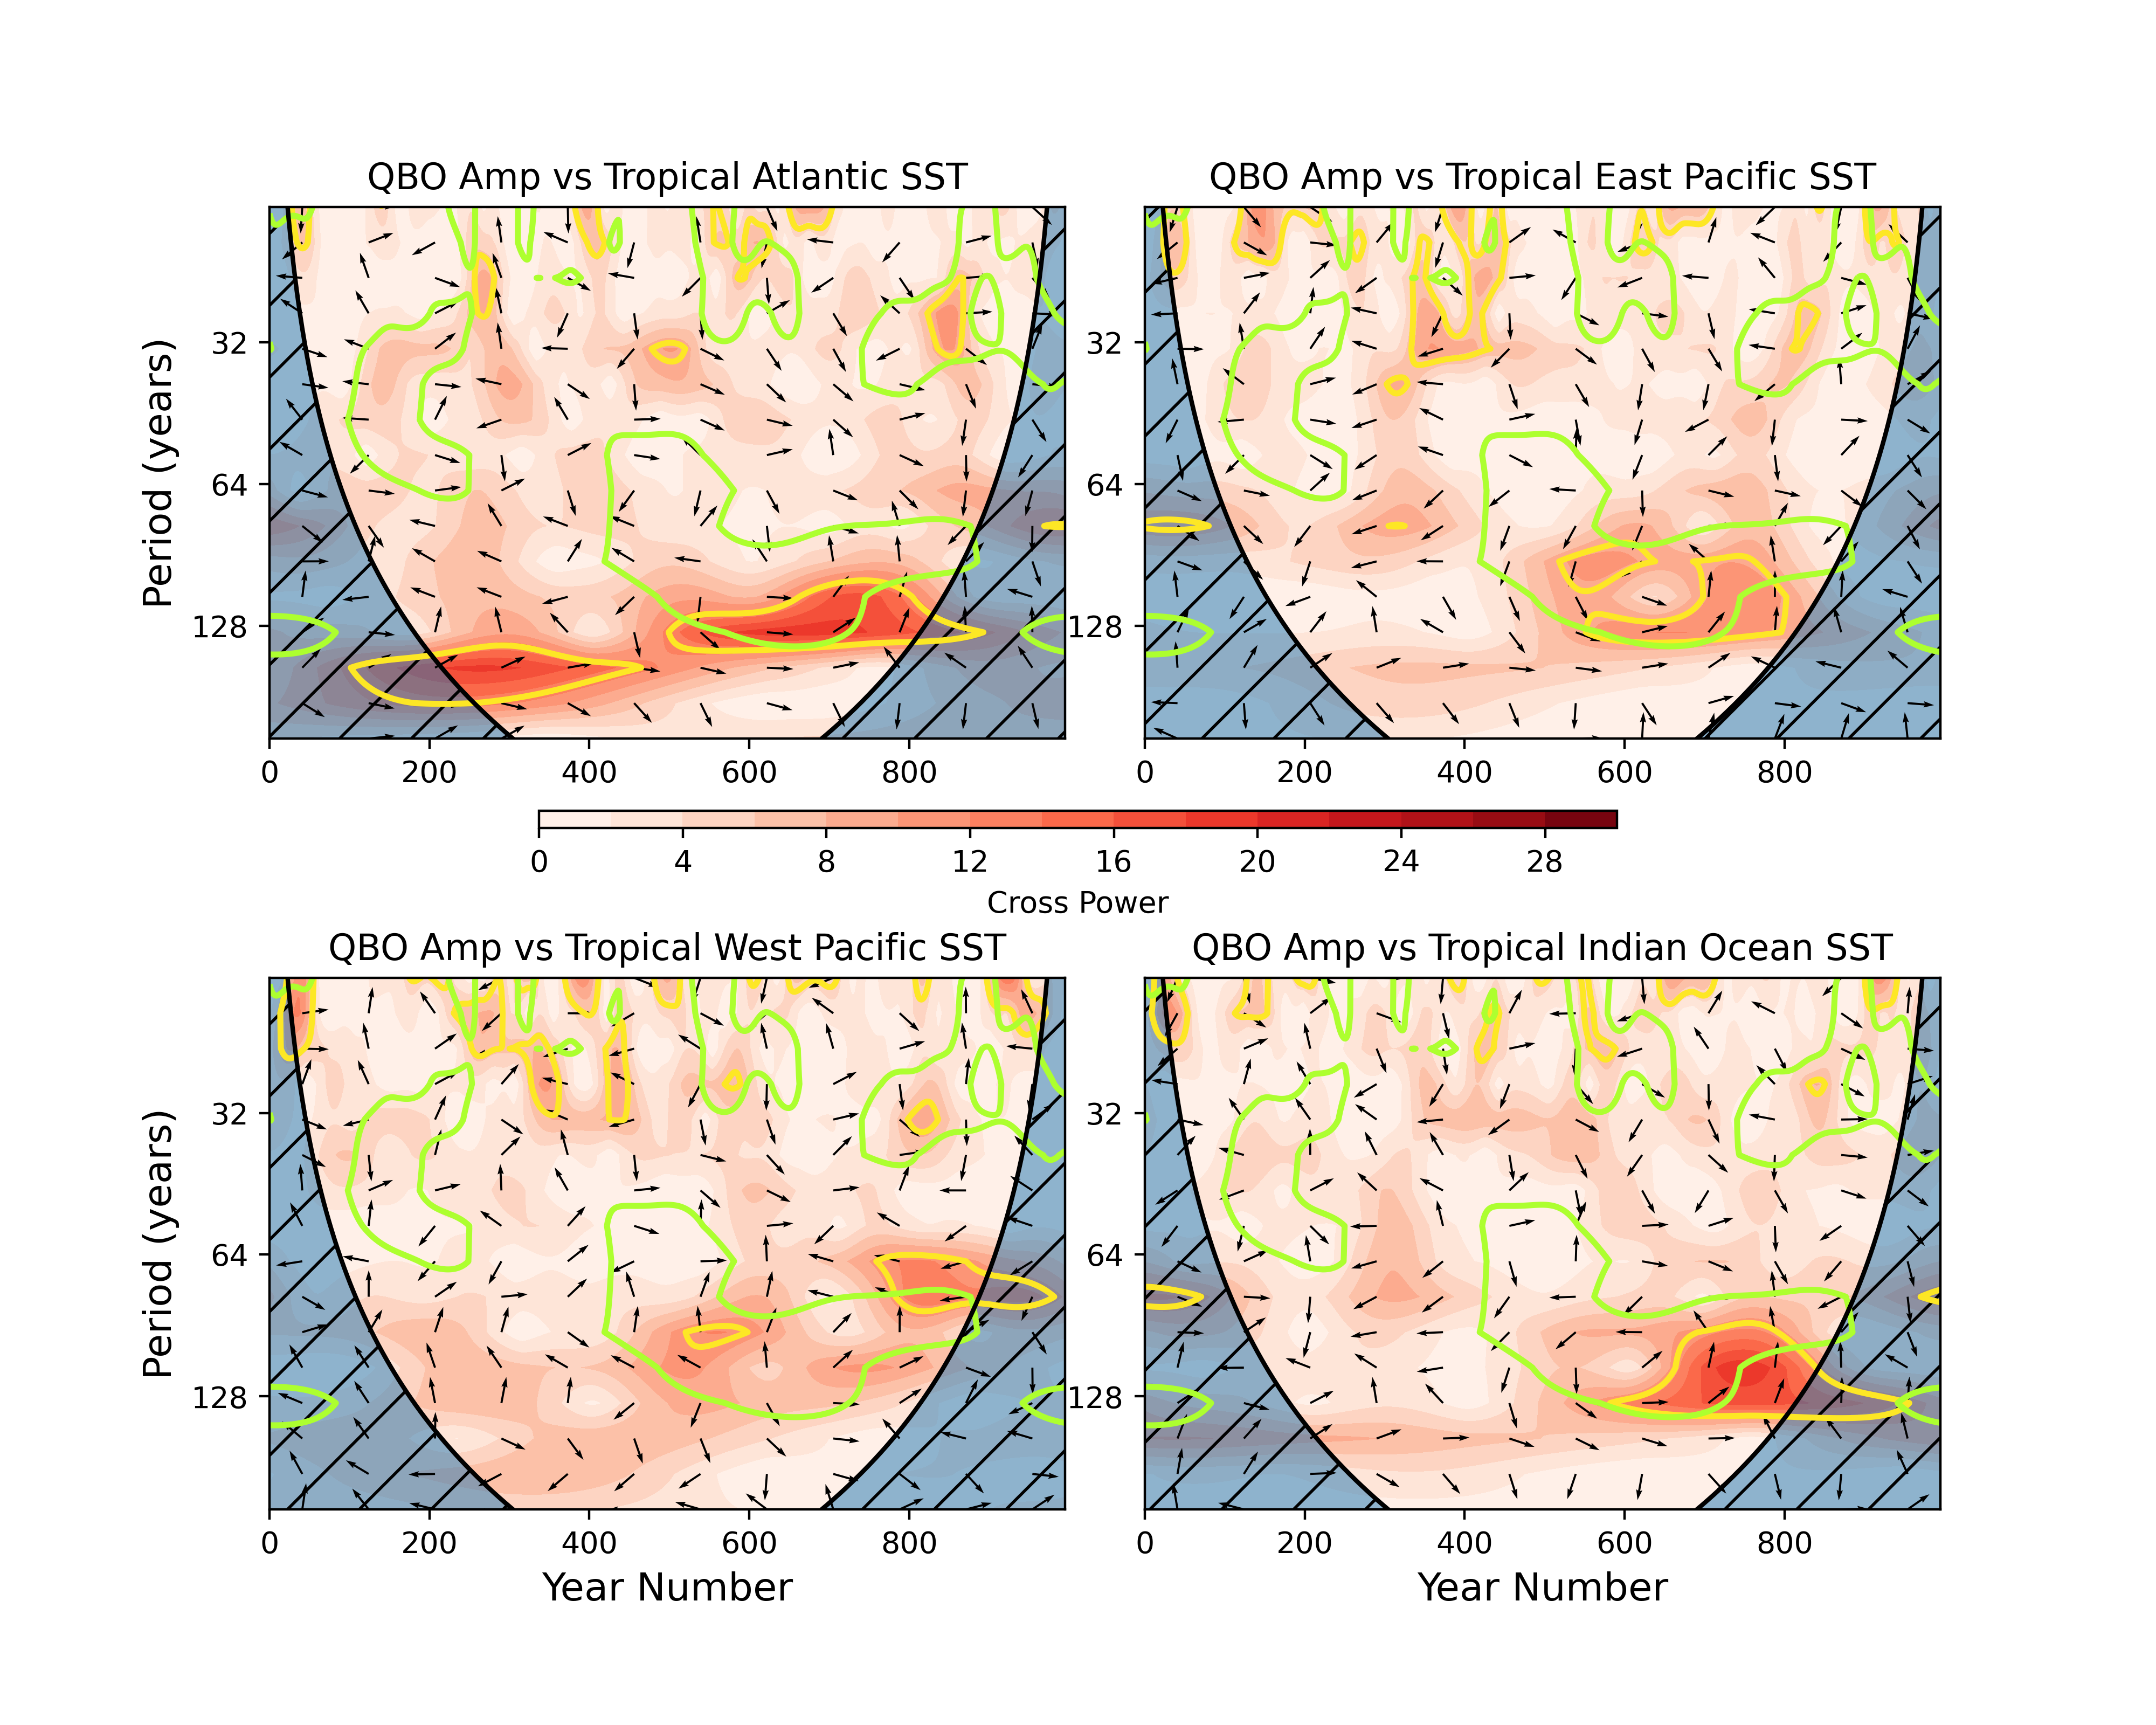 QBO Amp vs Tropical Atlantic SST
QBO Amp vs Tropical East Pacific SST
Period (years)
32
64
128
0 200 400 600 800
32
64
128
0 200 400 600 800
0 4 8 12 16 20 24 28
Cross Power
QBO Amp vs Tropical West Pacific SST
QBO Amp vs Tropical Indian Ocean SST
Period (years)
32
64
128
0 200 400 600 800
Year Number
32
64
128
0 200 400 600 800
Year Number